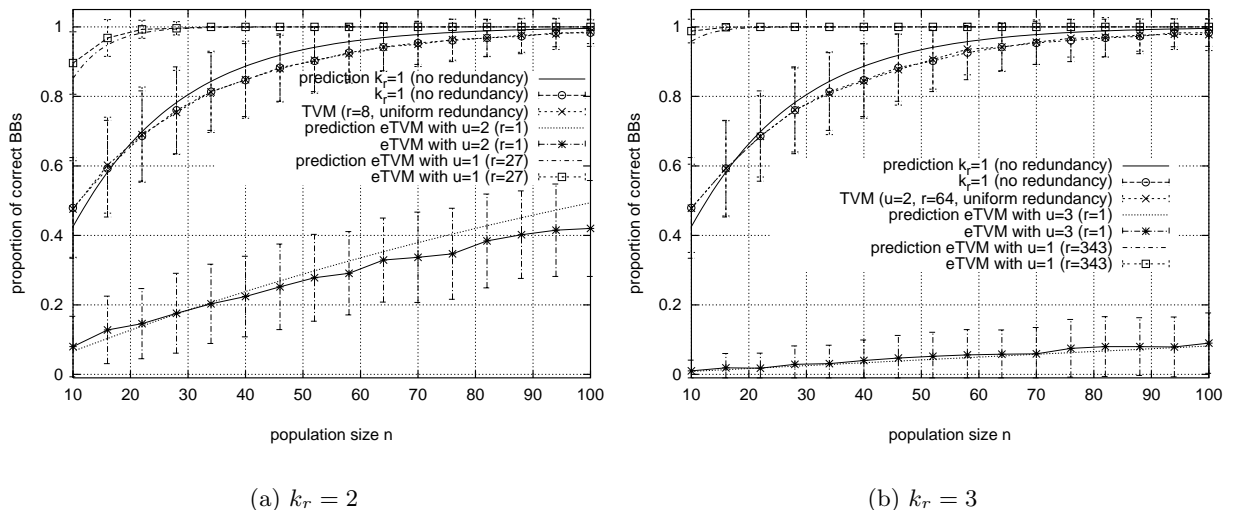 proportion of correct BBs
1
0.8
0.6
0.4
0.2
0
prediction k_r=1 (no redundancy)
k_r=1 (no redundancy)
TVM (r=8, uniform redundancy)
prediction eTVM with u=2 (r=1)
eTVM with u=2 (r=1)
prediction eTVM with u=1 (r=27)
eTVM with u=1 (r=27)
10 20 30 40 50 60 70 80 90 100
population size n
(a) k_r = 2
proportion of correct BBs
1
0.8
0.6
0.4
0.2
0
prediction k_r=1 (no redundancy)
k_r=1 (no redundancy)
TVM (u=2, r=64, uniform redundancy)
prediction eTVM with u=3 (r=1)
eTVM with u=3 (r=1)
prediction eTVM with u=1 (r=343)
eTVM with u=1 (r=343)
10 20 30 40 50 60 70 80 90 100
population size n
(b) k_r = 3